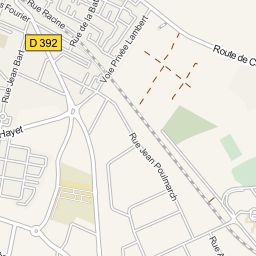 Rue Racine
Rue de la Ba
s Fourier
Voie Privée Lambert
D 392
Route de C
Rue Jean Bart
Hayet
Rue Jean Poulmarch
Rue A